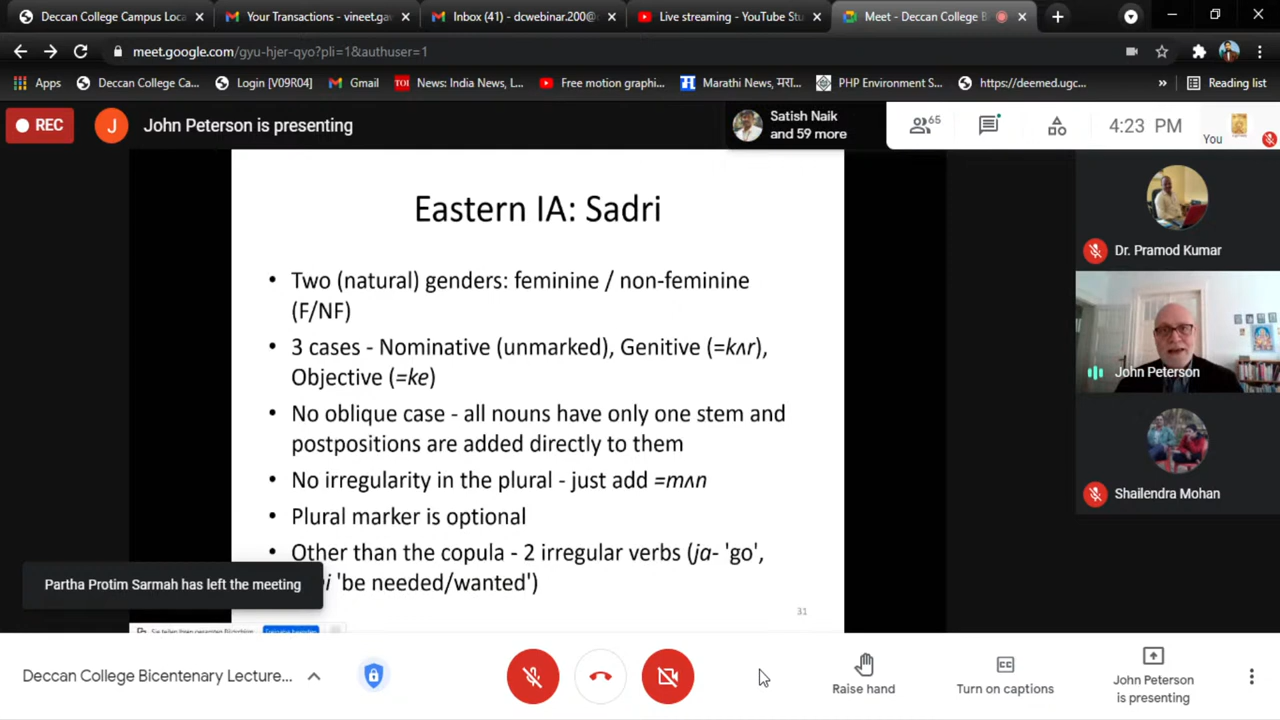 Deccan College Campus Loca
Your Transactions - vineet.ga
Inbox (41) - dcwebinar.200@
Live streaming - YouTube Stu
Meet - Deccan College B
meet.google.com/gyu-hjer-qyo?pli=1&authuser=1
Apps
Deccan College Ca...
Login [V09R04]
Gmail
TOI
News: India News, L...
Free motion graphi...
Marathi News, मरा...
PHP Environment S...
https://deemed.ugc...
Reading list
REC
J
John Peterson is presenting
Satish Naik
and 59 more
65
4:23 PM
You
Eastern IA: Sadri
• Two (natural) genders: feminine / non-feminine
(F/NF)
• 3 cases - Nominative (unmarked), Genitive (=kʌr),
Objective (=ke)
• No oblique case - all nouns have only one stem and
postpositions are added directly to them
• No irregularity in the plural - just add =mʌn
• Plural marker is optional
• Other than the copula - 2 irregular verbs (ja- 'go',
'be needed/wanted')
31
Dr. Pramod Kumar
John Peterson
Shailendra Mohan
Partha Protim Sarmah has left the meeting
Deccan College Bicentenary Lecture...
Raise hand
Turn on captions
John Peterson
is presenting